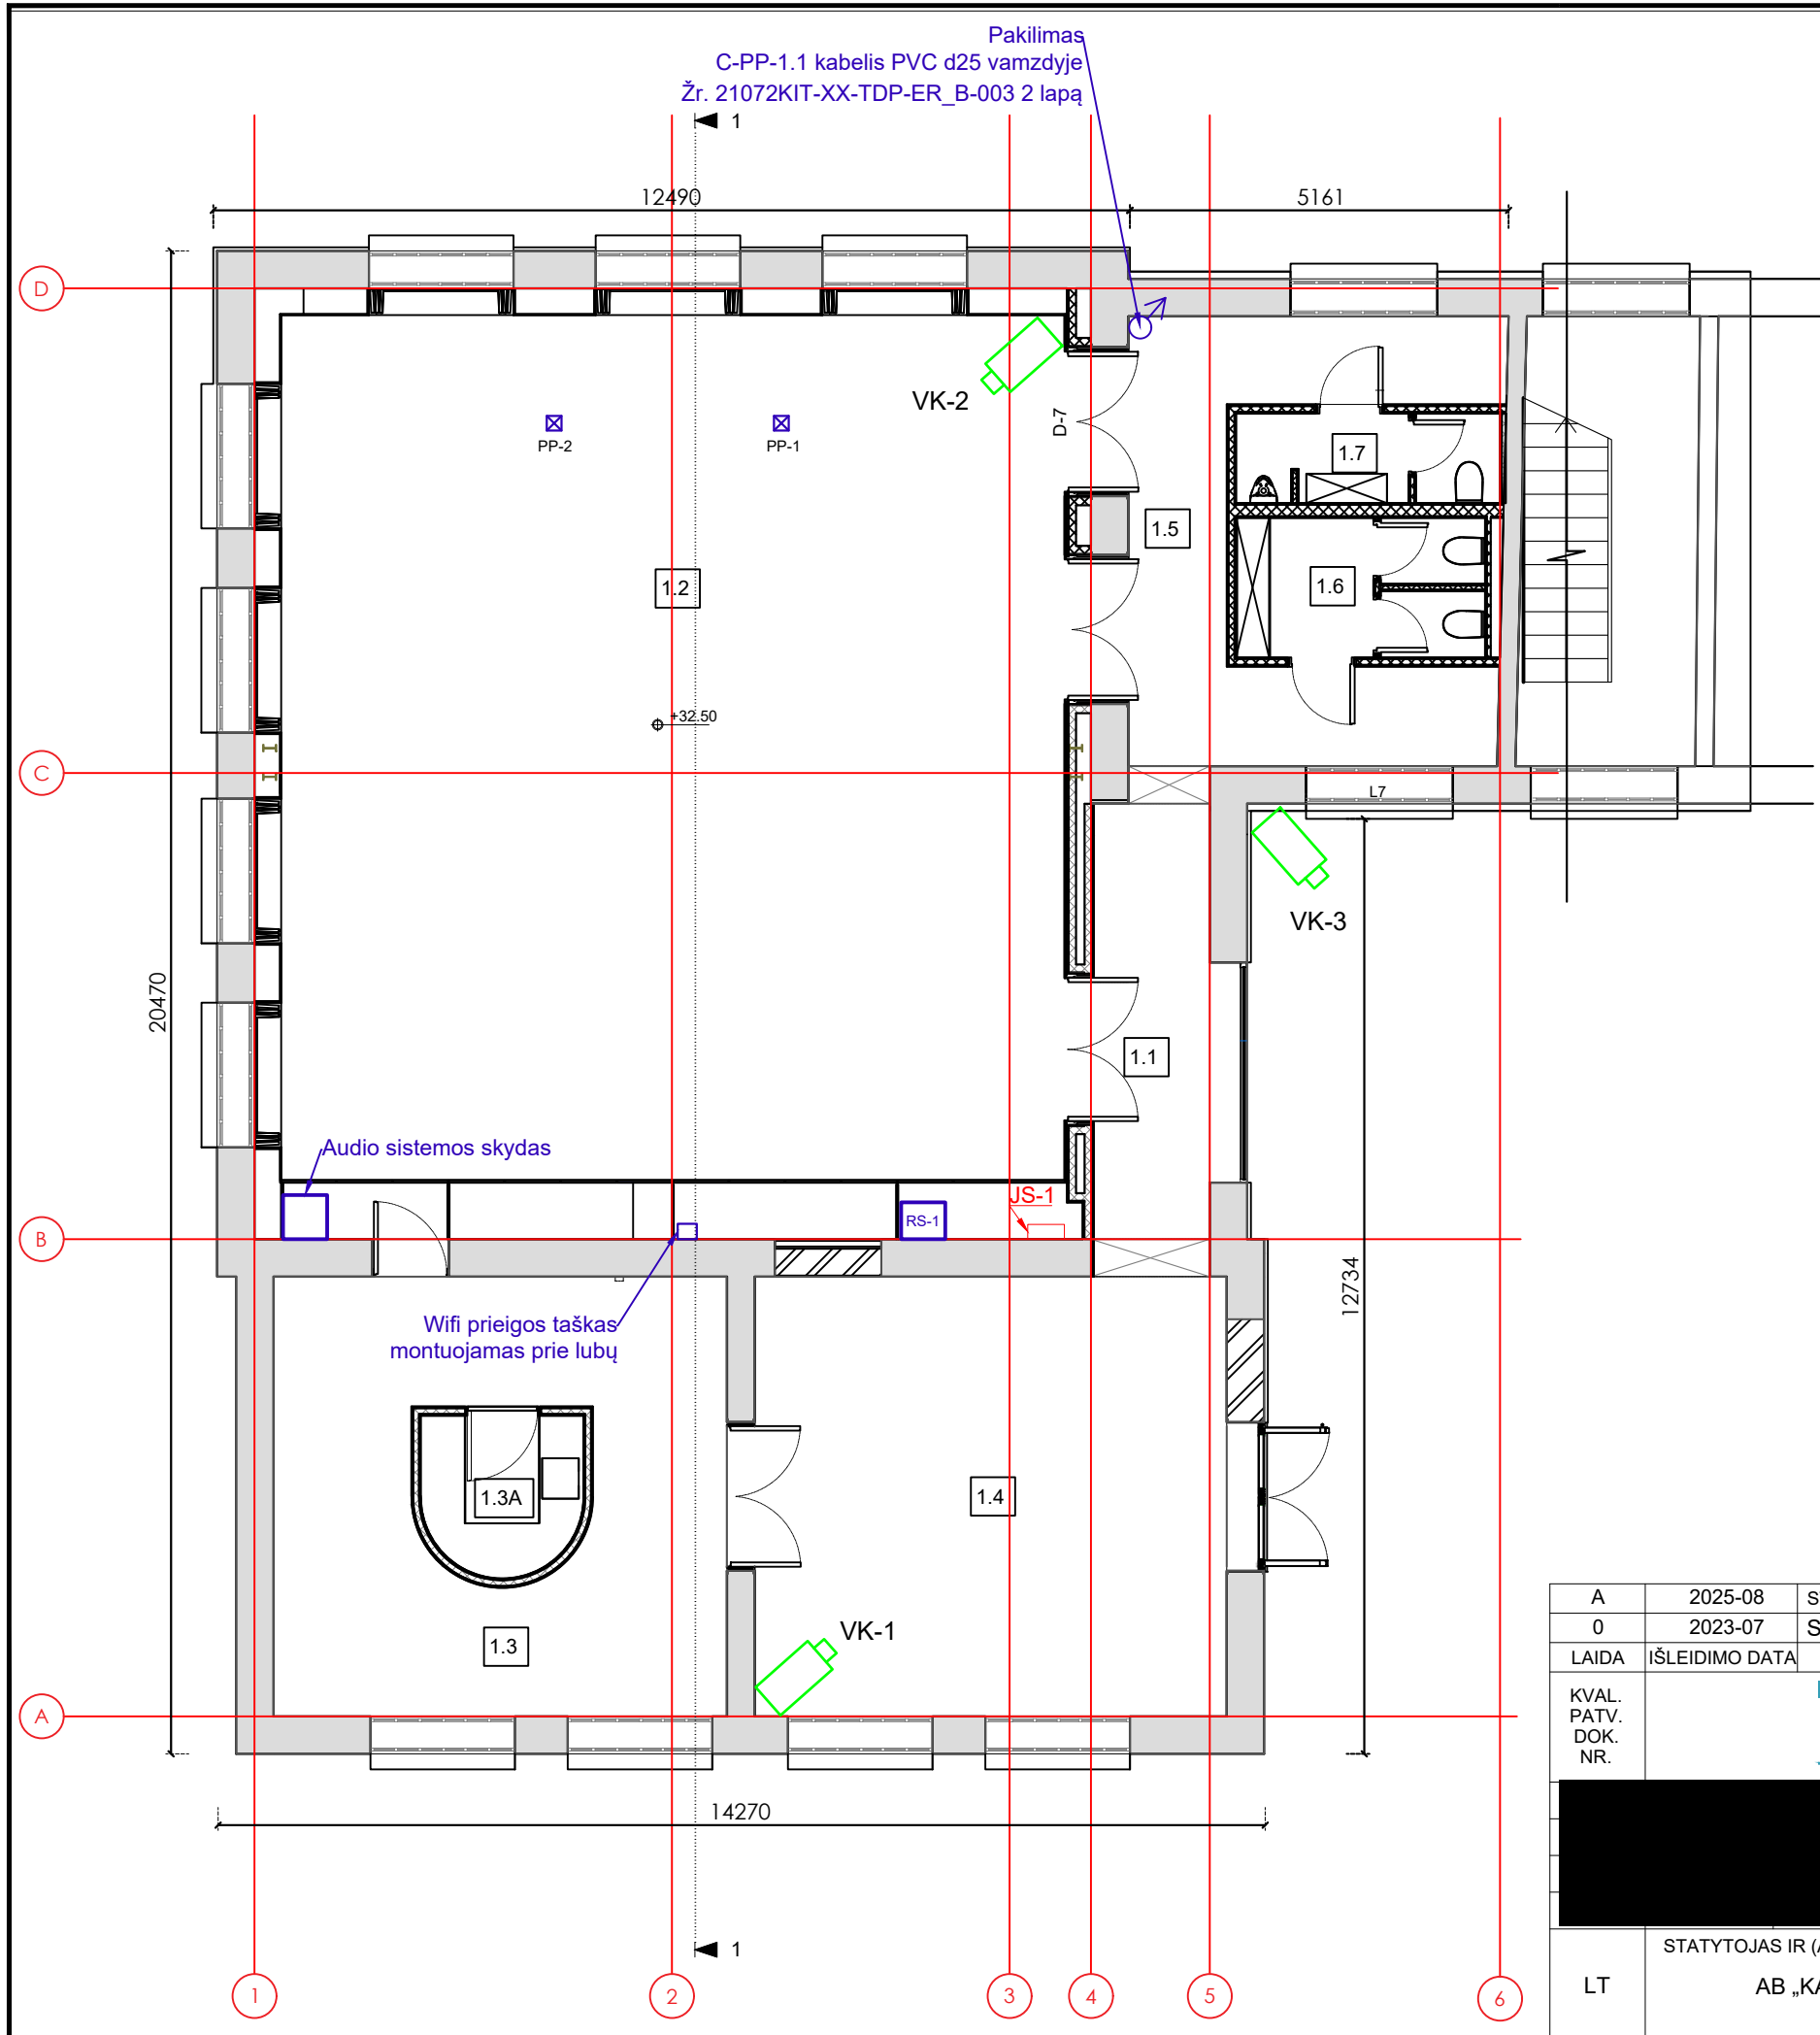 Pakilimas
C-PP-1.1 kabelis PVC d25 vamzdyje
Žr. 21072KIT-XX-TDP-ER_B-003 2 lapą
1
12490
5161
D
VK-2
D-7
PP-2
PP-1
1.7
1.5
1.2
1.6
+32.50
C
L7
VK-3
20470
1.1
Audio sistemos skydas
JS-1
RS-1
B
12734
Wifi prieigos taškas
montuojamas prie lubų
1.3A
1.4
VK-1
1.3
A
14270
1
1
2
3
4
5
6
A 2025-08
0 2023-07
LAIDA IŠLEIDIMO DATA
KVAL.
PATV.
DOK.
NR.
STATYTOJAS IR
LT
AB